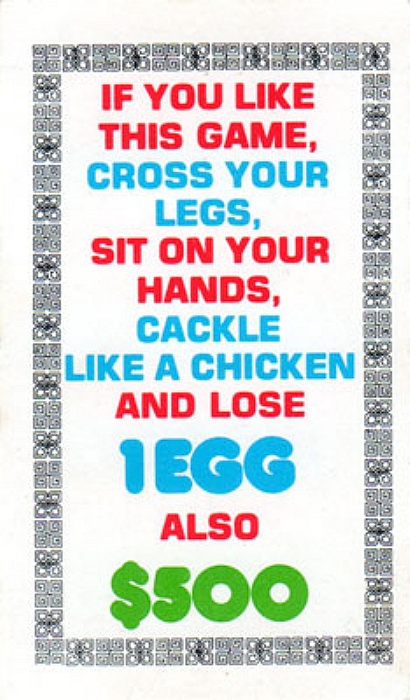 IF YOU LIKE
THIS GAME,
CROSS YOUR
LEGS,
SIT ON YOUR
HANDS,
CACKLE
LIKE A CHICKEN
AND LOSE
1 EGG
ALSO
$500